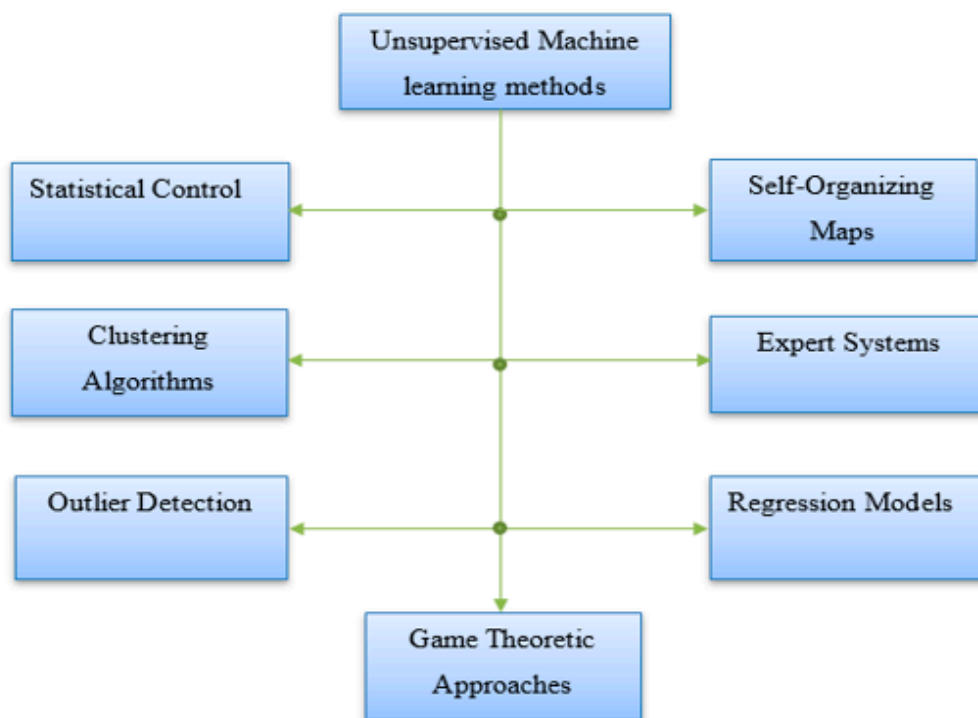 Unsupervised Machine
learning methods
Statistical Control
Self-Organizing
Maps
Clustering
Algorithms
Expert Systems
Outlier Detection
Regression Models
Game Theoretic
Approaches